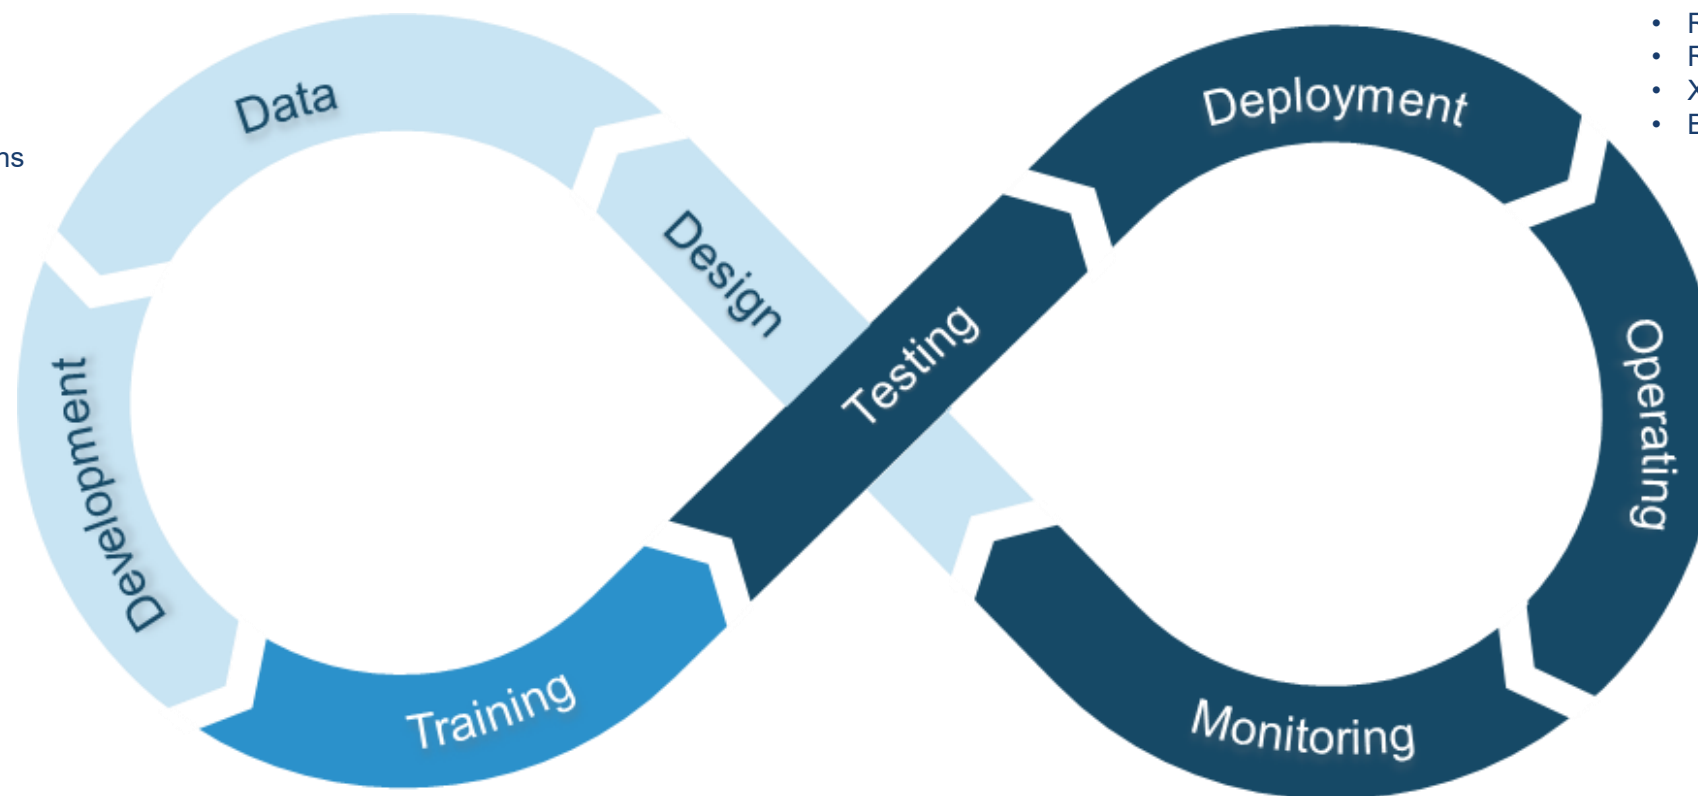 Data
Design
Development
Training
Testing
Deployment
Operating
Monitoring